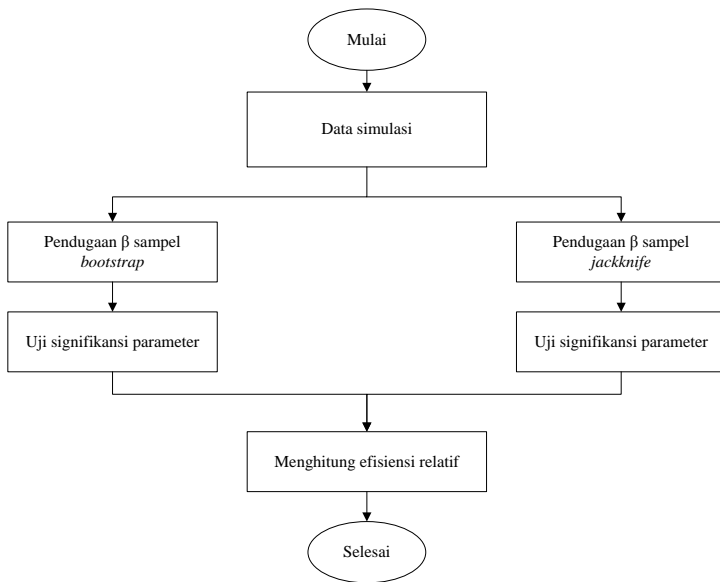 Mulai
Data simulasi
Pendugaan β sampel
bootstrap
Pendugaan β sampel
jackknife
Uji signifikansi parameter
Uji signifikansi parameter
Menghitung efisiensi relatif
Selesai